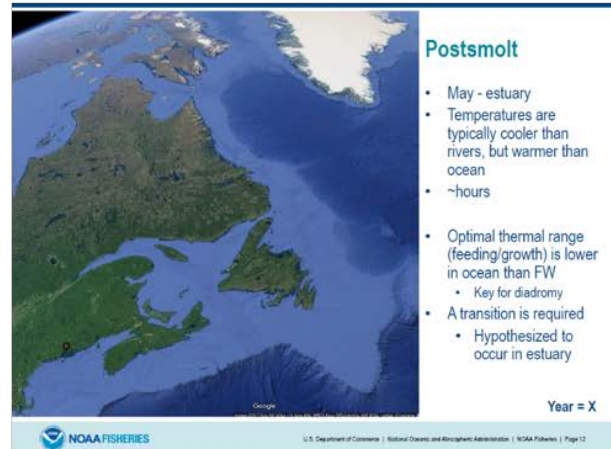 Postsmolt
• May - estuary
• Temperatures are
typically cooler than
rivers, but warmer than
ocean
• ~hours
• Optimal thermal range
(feeding/growth) is lower
in ocean than FW
• Key for diadromy
• A transition is required
• Hypothesized to
occur in estuary
Google
Year = X
NOAA FISHERIES
U.S. Department of Commerce | National Oceanic and Atmospheric Administration | NOAA Fisheries | Page 12